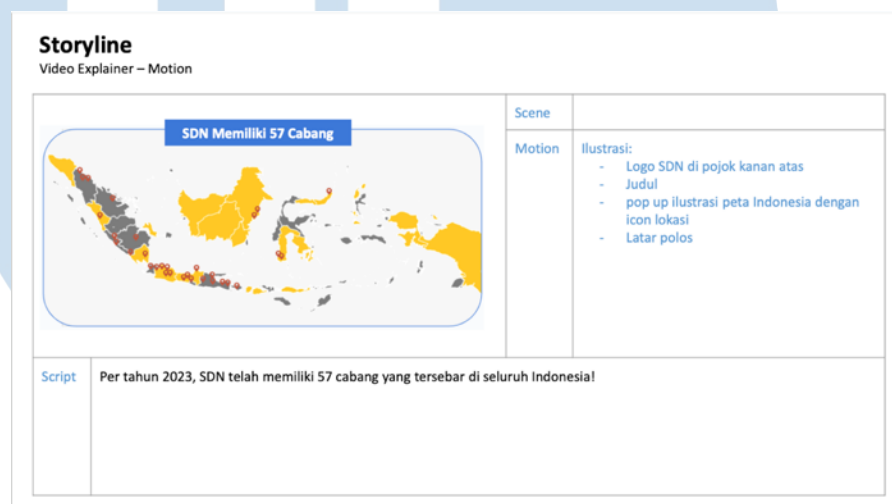 Storyline
Video Explainer – Motion
SDN Memiliki 57 Cabang
Scene
Motion
Ilustrasi:
- Logo SDN di pojok kanan atas
- Judul
- pop up ilustrasi peta Indonesia dengan
icon lokasi
- Latar polos
Script
Per tahun 2023, SDN telah memiliki 57 cabang yang tersebar di seluruh Indonesia!